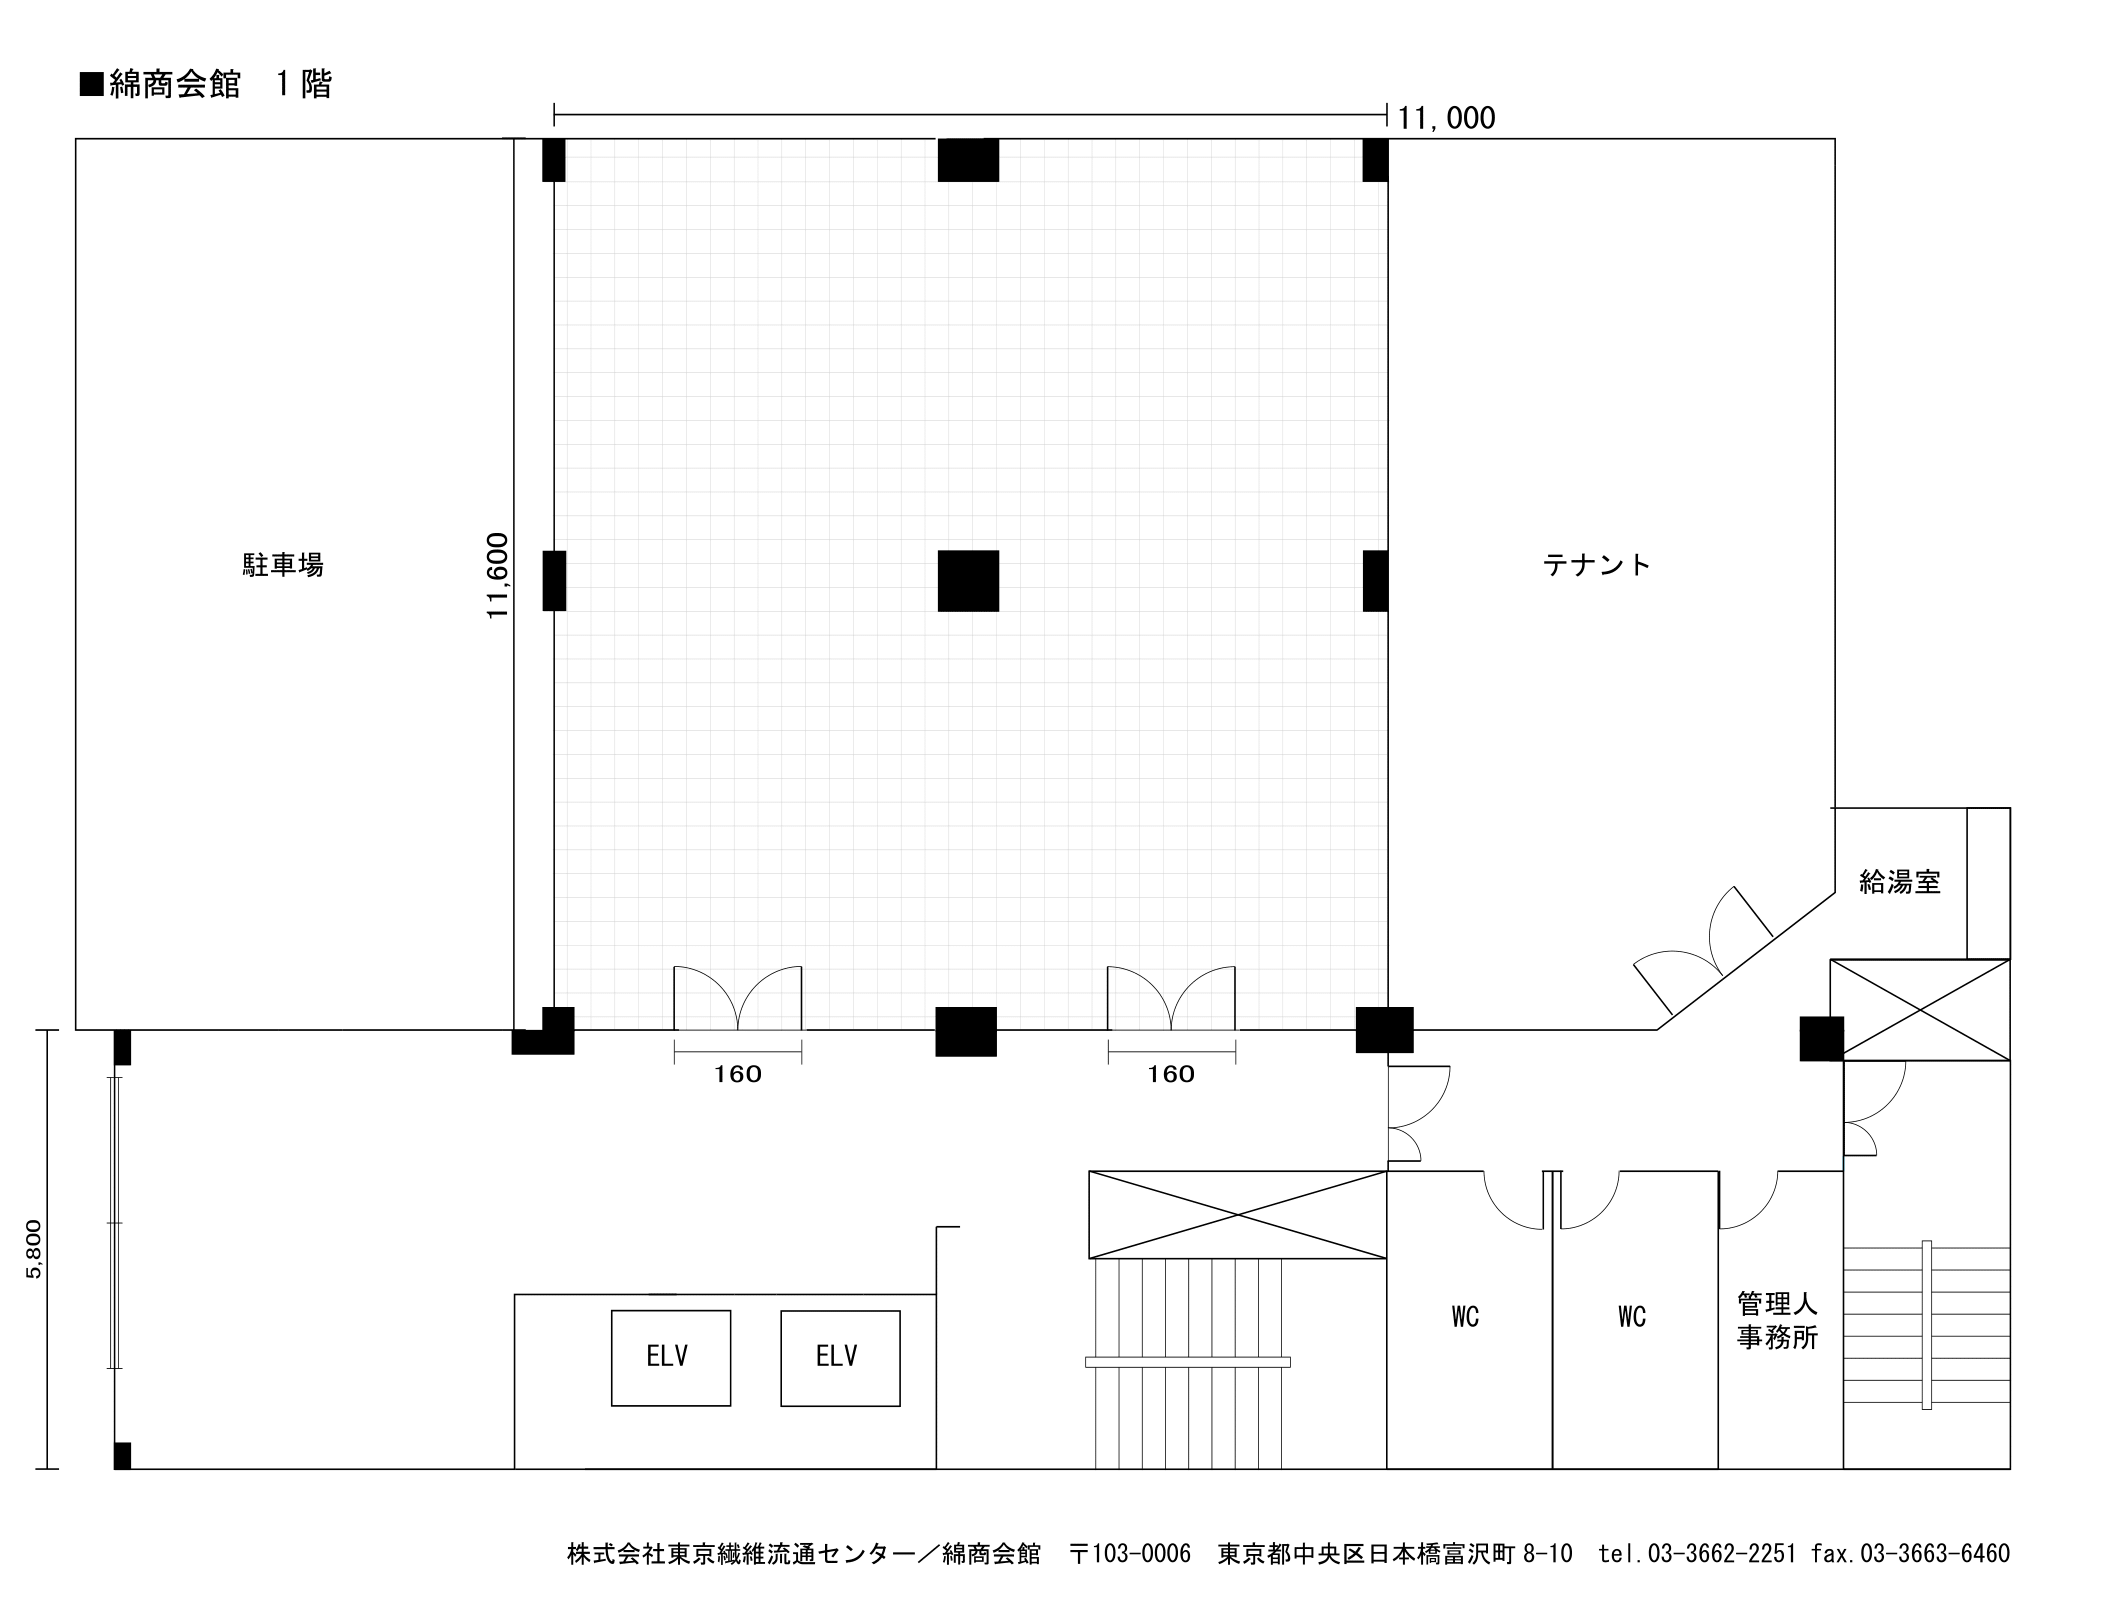 ■綿商会館　1階
11,000
駐車場
11,600
テナント
給湯室
160
160
5,800
ELV
ELV
WC
WC
管理人
事務所
株式会社東京繊維流通センター／綿商会館　〒103-0006　東京都中央区日本橋富沢町8-10　tel.03-3662-2251 fax.03-3663-6460